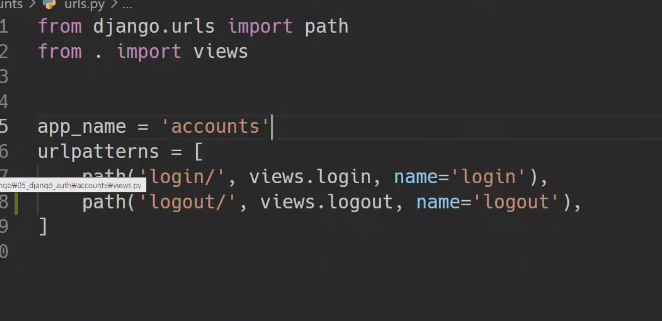 unts > urls.py > ...
1 from django.urls import path
2 from . import views
3
4
5 app_name = 'accounts'
6 urlpatterns = [
7 path('login/', views.login, name='login'),
ngo₩05_django_auth₩accounts₩views.py
8 path('logout/', views.logout, name='logout'),
9 ]
0